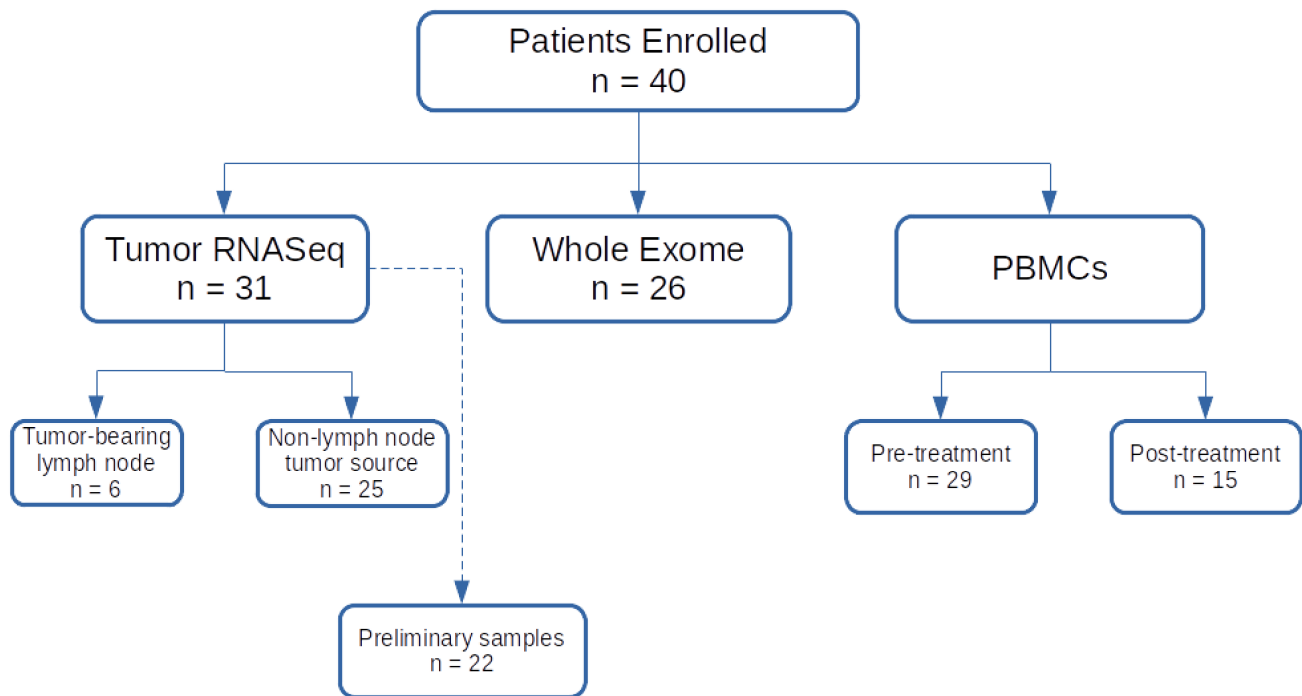 Patients Enrolled
n = 40
Tumor RNASeq
n = 31
Whole Exome
n = 26
PBMCs
Tumor-bearing
lymph node
n = 6
Non-lymph node
tumor source
n = 25
Pre-treatment
n = 29
Post-treatment
n = 15
Preliminary samples
n = 22